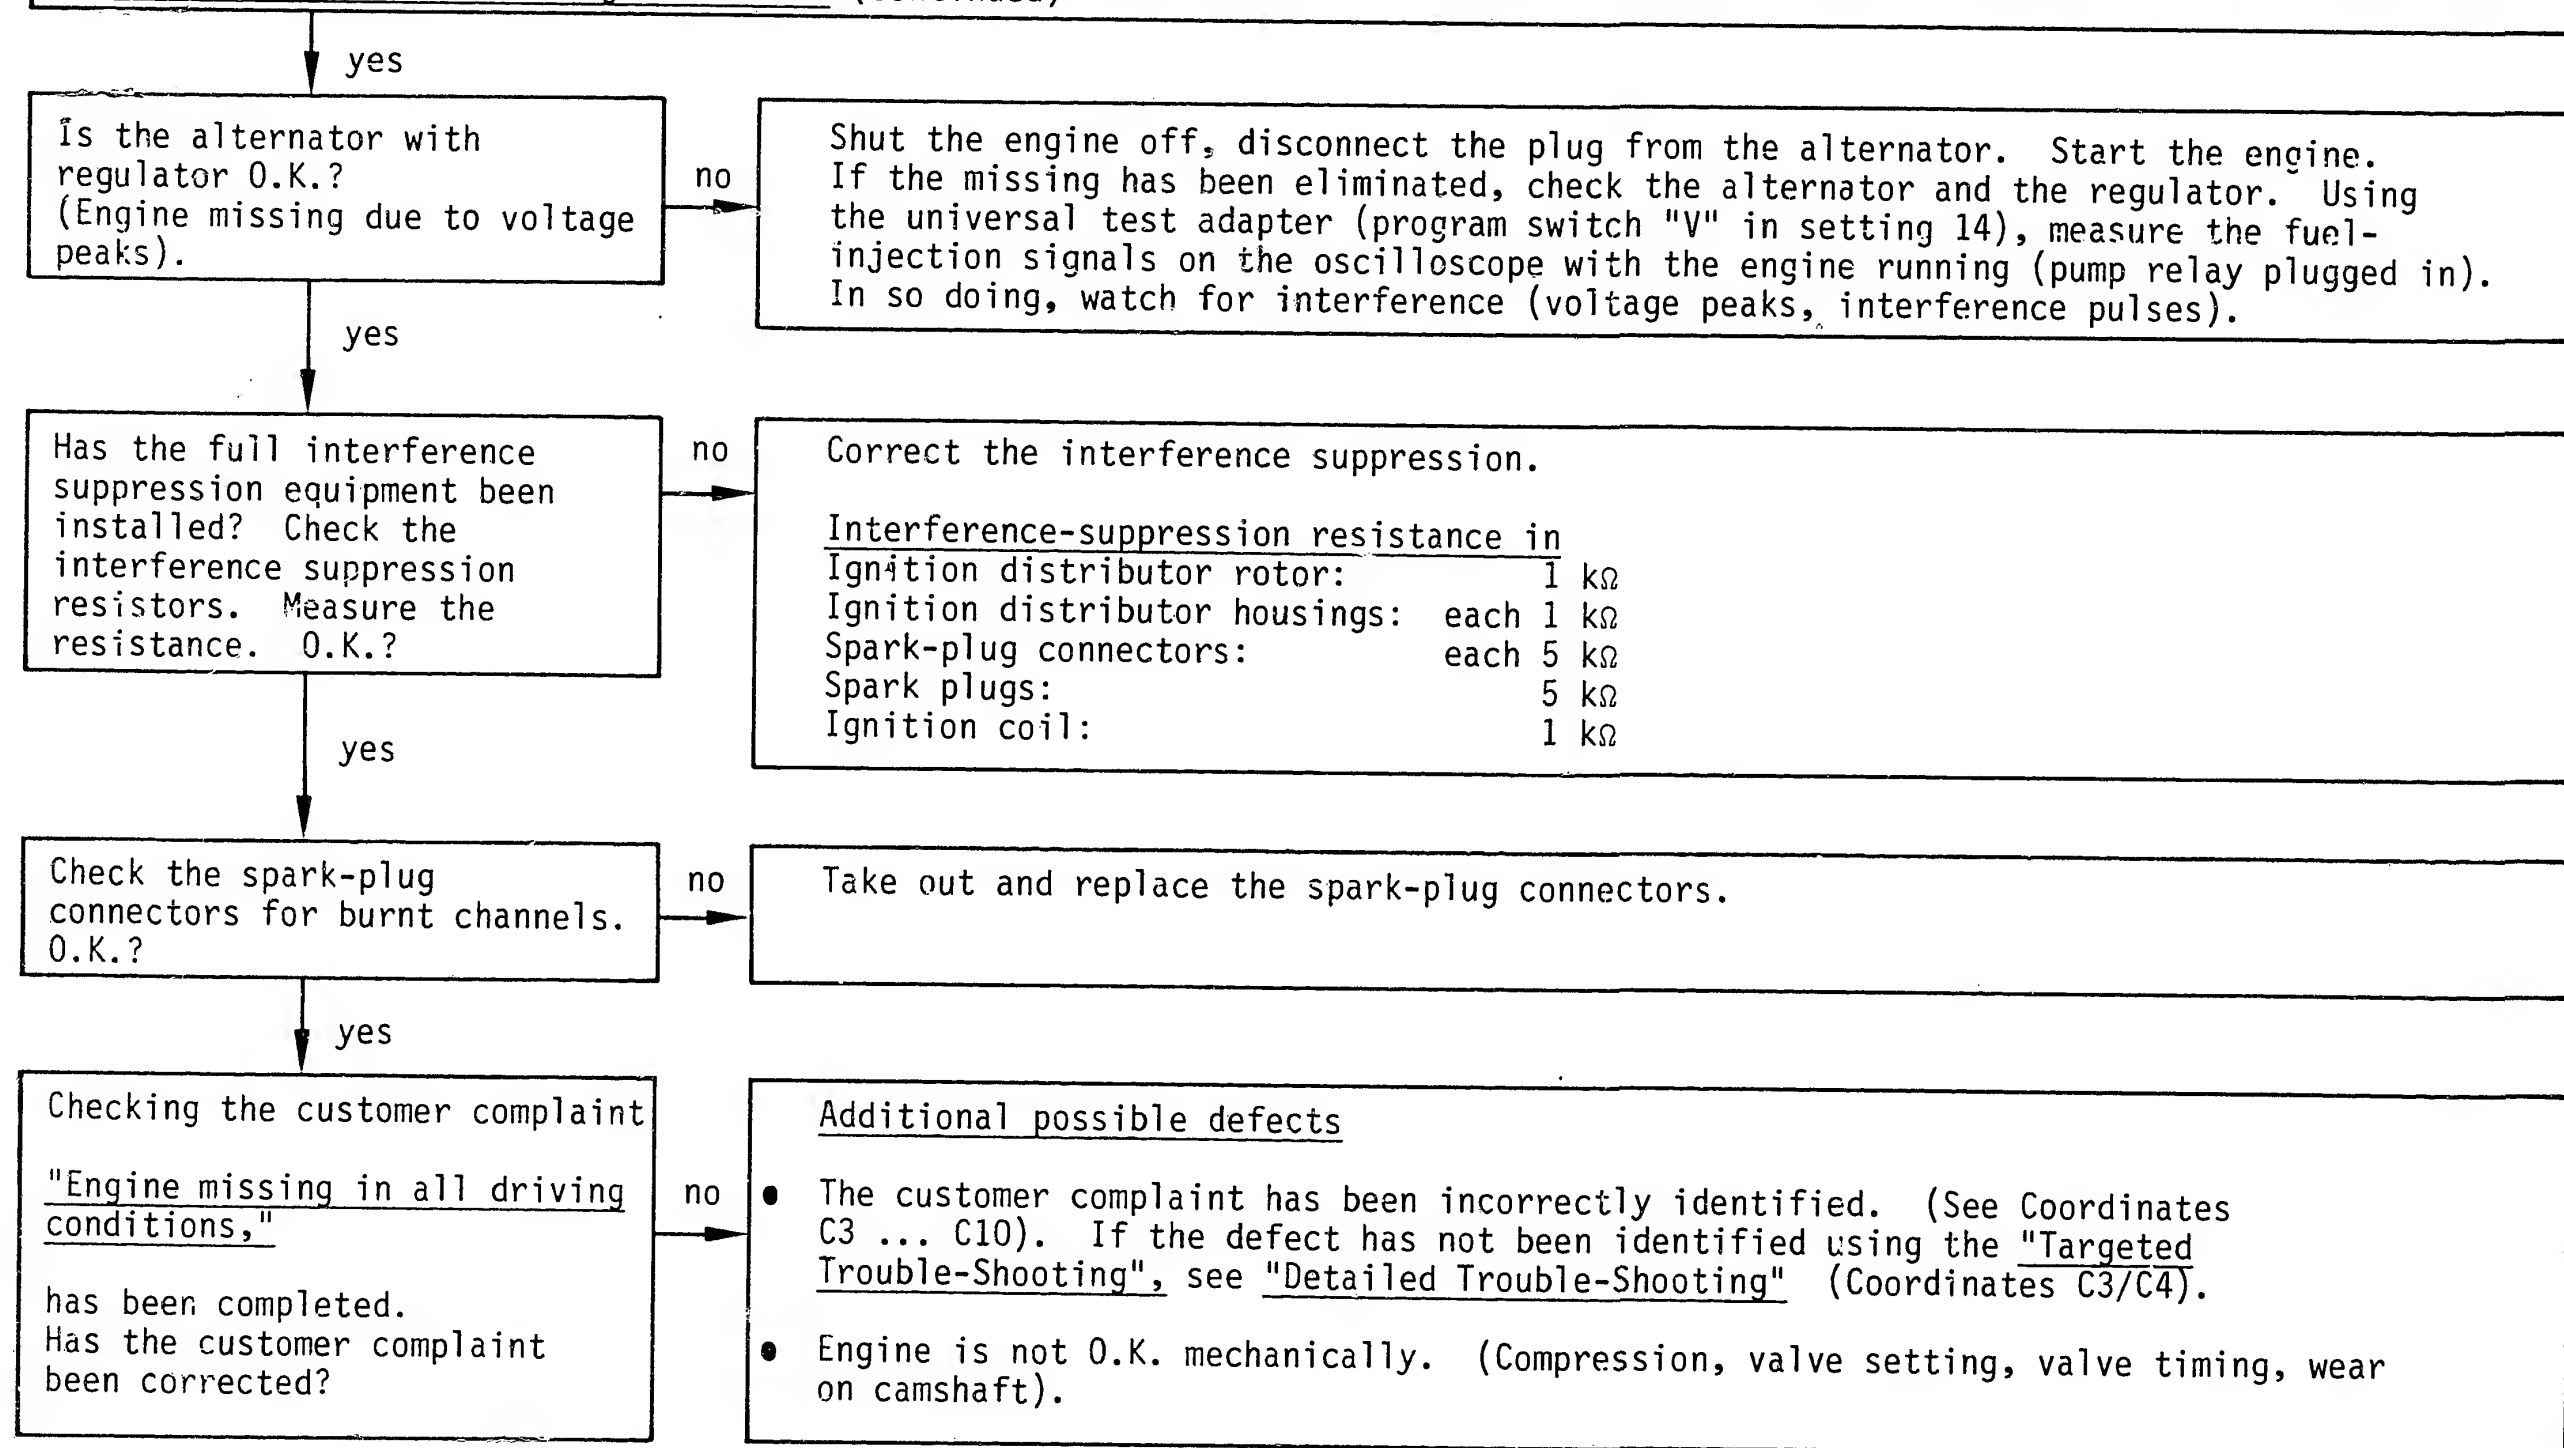 yes
Is the alternator with
regulator O.K.?
(Engine missing due to voltage
peaks).
no
Shut the engine off, disconnect the plug from the alternator. Start the engine.
If the missing has been eliminated, check the alternator and the regulator. Using
the universal test adapter (program switch "V" in setting 14), measure the fuel-
injection signals on the oscilloscope with the engine running (pump relay plugged in).
In so doing, watch for interference (voltage peaks, interference pulses).
yes
Has the full interference
suppression equipment been
installed? Check the
interference suppression
resistors. Measure the
resistance. O.K.?
no
Correct the interference suppression.
Interference-suppression resistance in
Ignition distributor rotor: 1 kΩ
Ignition distributor housings: each 1 kΩ
Spark-plug connectors: each 5 kΩ
Spark plugs: 5 kΩ
Ignition coil: 1 kΩ
yes
Check the spark-plug
connectors for burnt channels.
O.K.?
no
Take out and replace the spark-plug connectors.
yes
Checking the customer complaint
"Engine missing in all driving
conditions,"
has been completed.
Has the customer complaint
been corrected?
no
Additional possible defects
● The customer complaint has been incorrectly identified. (See Coordinates
C3 ... C10). If the defect has not been identified using the "Targeted
Trouble-Shooting", see "Detailed Trouble-Shooting" (Coordinates C3/C4).
● Engine is not O.K. mechanically. (Compression, valve setting, valve timing, wear
on camshaft).